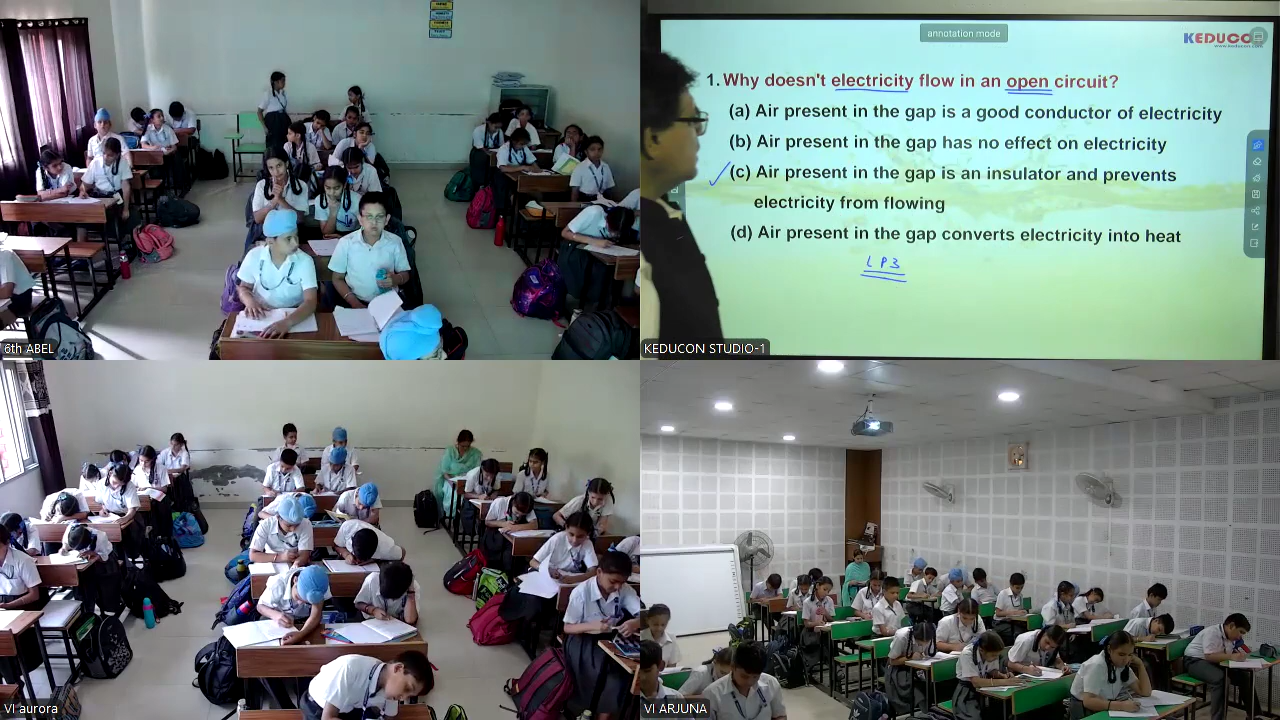 annotation mode
KEDUCON
www.keducon.com
1. Why doesn't electricity flow in an open circuit?
(a) Air present in the gap is a good conductor of electricity
(b) Air present in the gap has no effect on electricity
(c) Air present in the gap is an insulator and prevents
electricity from flowing
(d) Air present in the gap converts electricity into heat
LP3
6th ABEL
KEDUCON STUDIO-1
VI aurora
VI ARJUNA